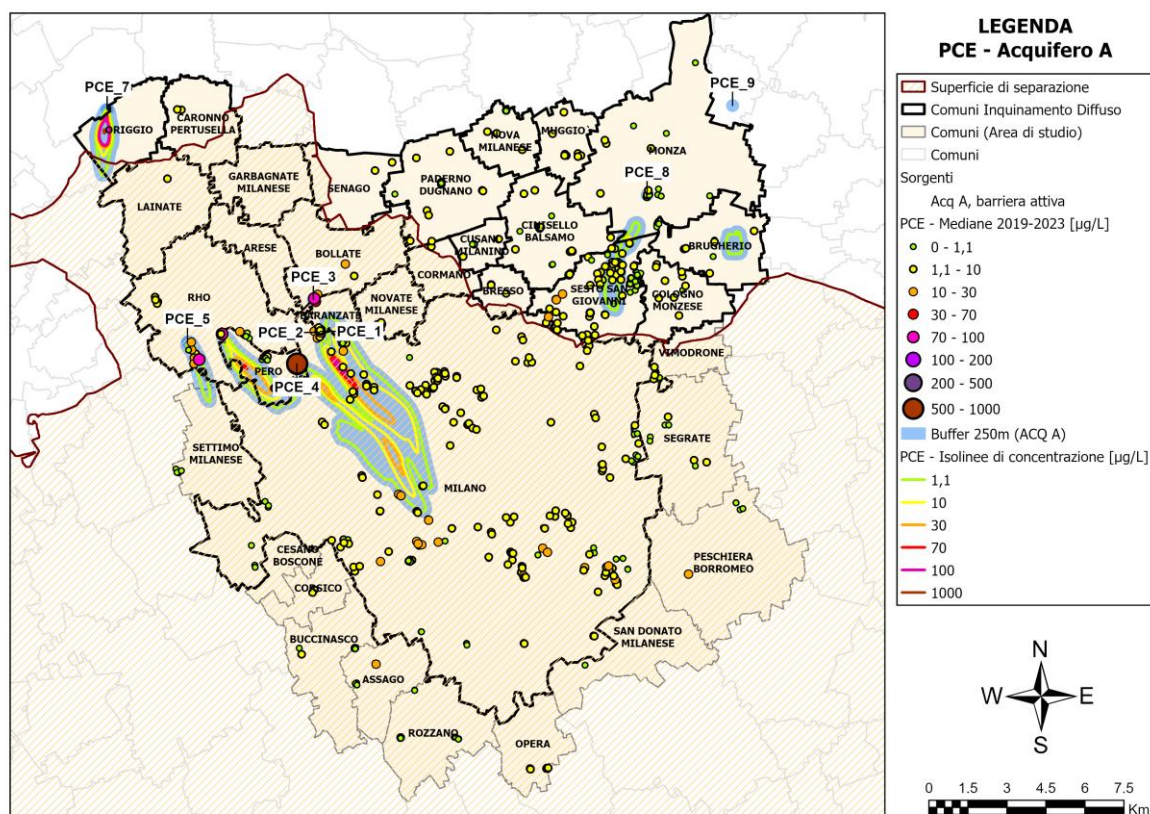 LEGENDA
PCE - Acquifero A
Superficie di separazione
Comuni Inquinamento Diffuso
Comuni (Area di studio)
Comuni
Sorgenti
Acq A, barriera attiva
PCE - Mediane 2019-2023 [µg/L]
0 - 1,1
1,1 - 10
10 - 30
30 - 70
70 - 100
100 - 200
200 - 500
500 - 1000
Buffer 250m (ACQ A)
PCE - Isolinee di concentrazione [µg/L]
1,1
10
30
70
100
1000
N
W
E
S
0
1.5
3
4.5
6
7.5
Km
PCE_7
PCE_9
ORIGGIO
CARONNO
PERTUSELLA
NOVA
MILANESE
MUGGIÒ
MONZA
PCE_8
GARBAGNATE
MILANESE
SENAGO
PADERNO
DUGNANO
LAINATE
CINISELLO
BALSAMO
ARESE
BOLLATE
CUSANO
MILANINO
BRUGHERIO
CORMANO
PCE_3
BRESSO
SESTO SAN
GIOVANNI
COLOGNO
MONZESE
RHO
NOVATE
MILANESE
BARANZATE
PCE_5
PCE_2
PCE_1
VIMODRONE
PERO
PCE_4
SETTIMO
MILANESE
SEGRATE
MILANO
CESANO
BOSCONE
PESCHIERA
BORROMEO
CORSICO
BUCCINASCO
SAN DONATO
MILANESE
ASSAGO
ROZZANO
OPERA